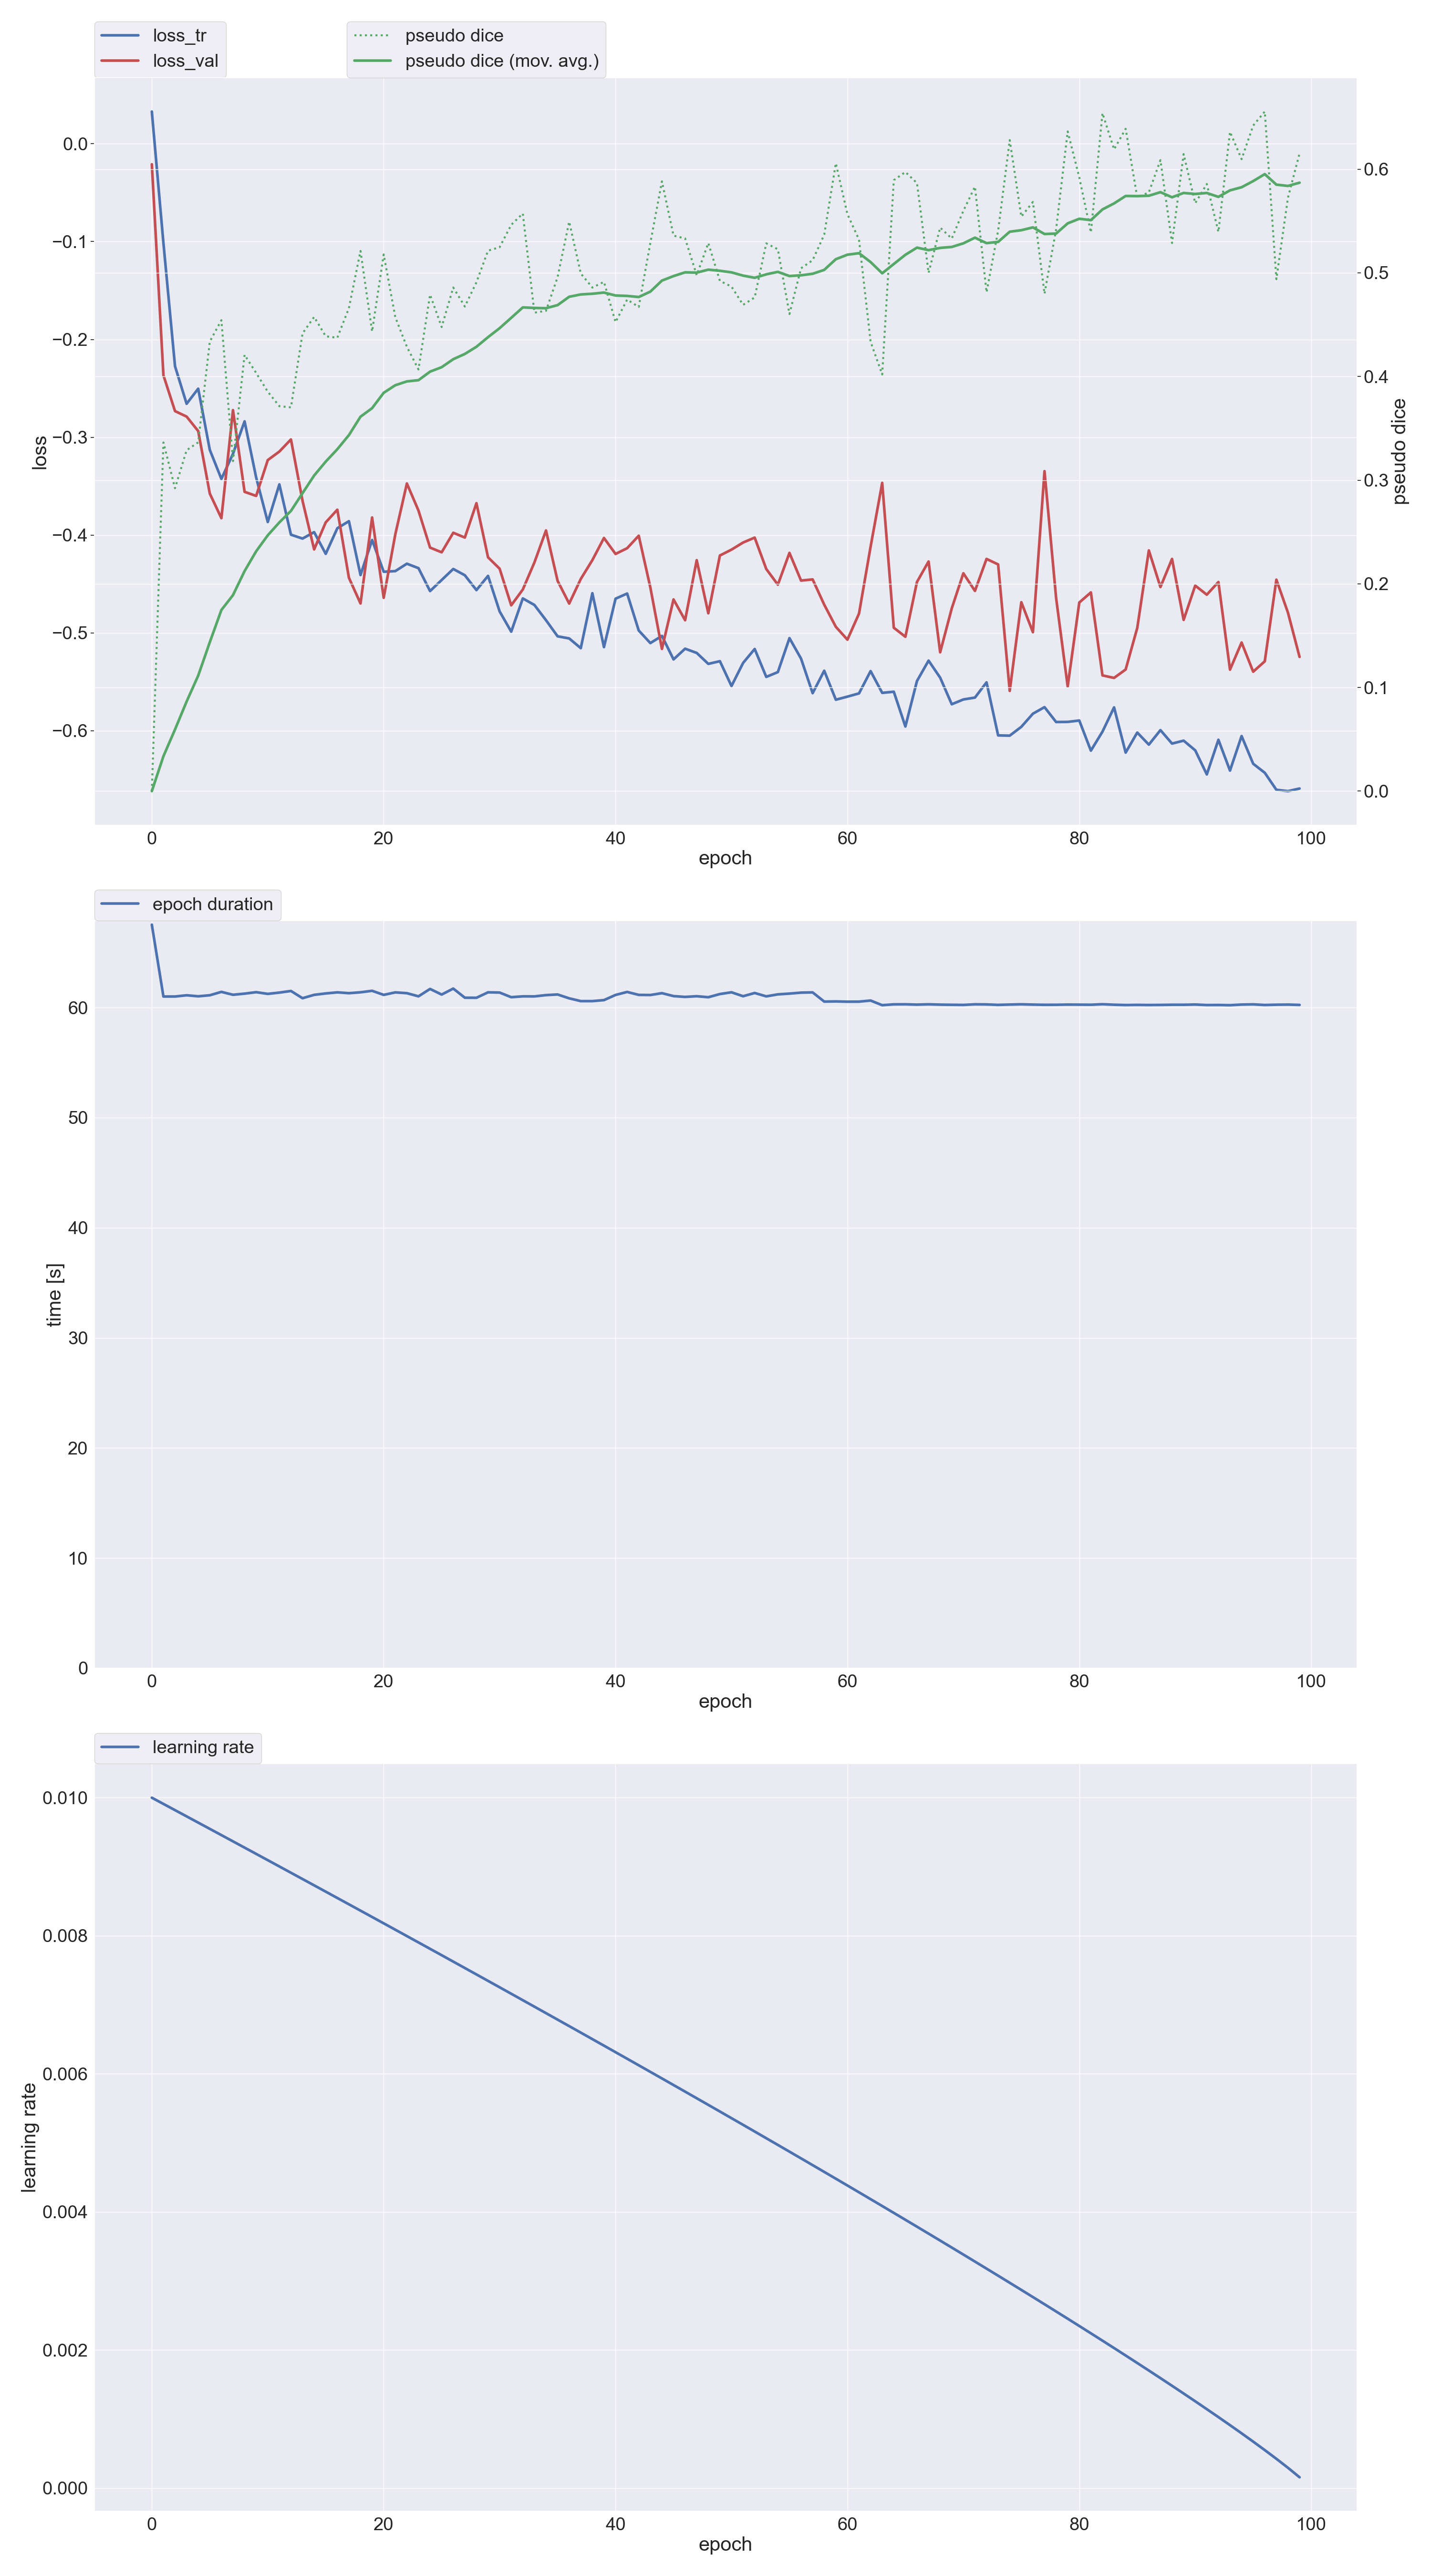 loss_tr
loss_val
pseudo dice
pseudo dice (mov. avg.)
0.0
−0.1
−0.2
−0.3
−0.4
−0.5
−0.6
loss
0.6
0.5
0.4
0.3
0.2
0.1
0.0
pseudo dice
0 20 40 60 80 100
epoch
epoch duration
60
50
40
30
20
10
0
time [s]
0 20 40 60 80 100
epoch
learning rate
0.010
0.008
0.006
0.004
0.002
0.000
learning rate
0 20 40 60 80 100
epoch